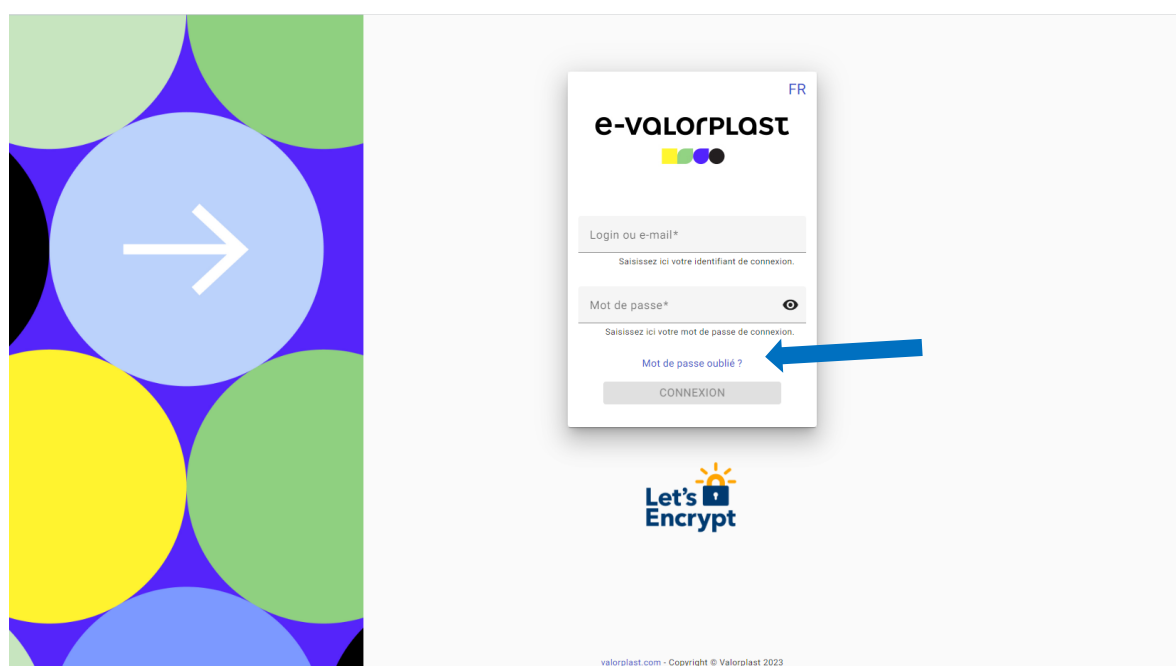 FR
e-valorplast
Login ou e-mail*
Saisissez ici votre identifiant de connexion.
Mot de passe*
Saisissez ici votre mot de passe de connexion.
Mot de passe oublié ?
CONNEXION
Let's
Encrypt
valorplast.com - Copyright © Valorplast 2023